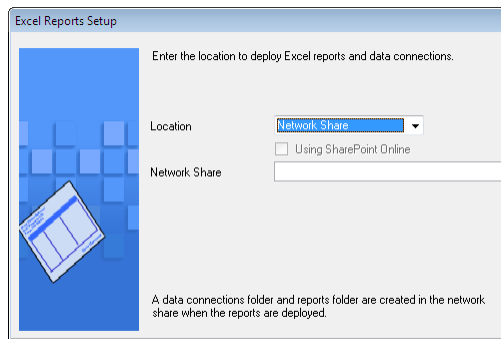 Excel Reports Setup
Enter the location to deploy Excel reports and data connections.
Location
Network Share
Using SharePoint Online
Network Share
A data connections folder and reports folder are created in the network
share when the reports are deployed.